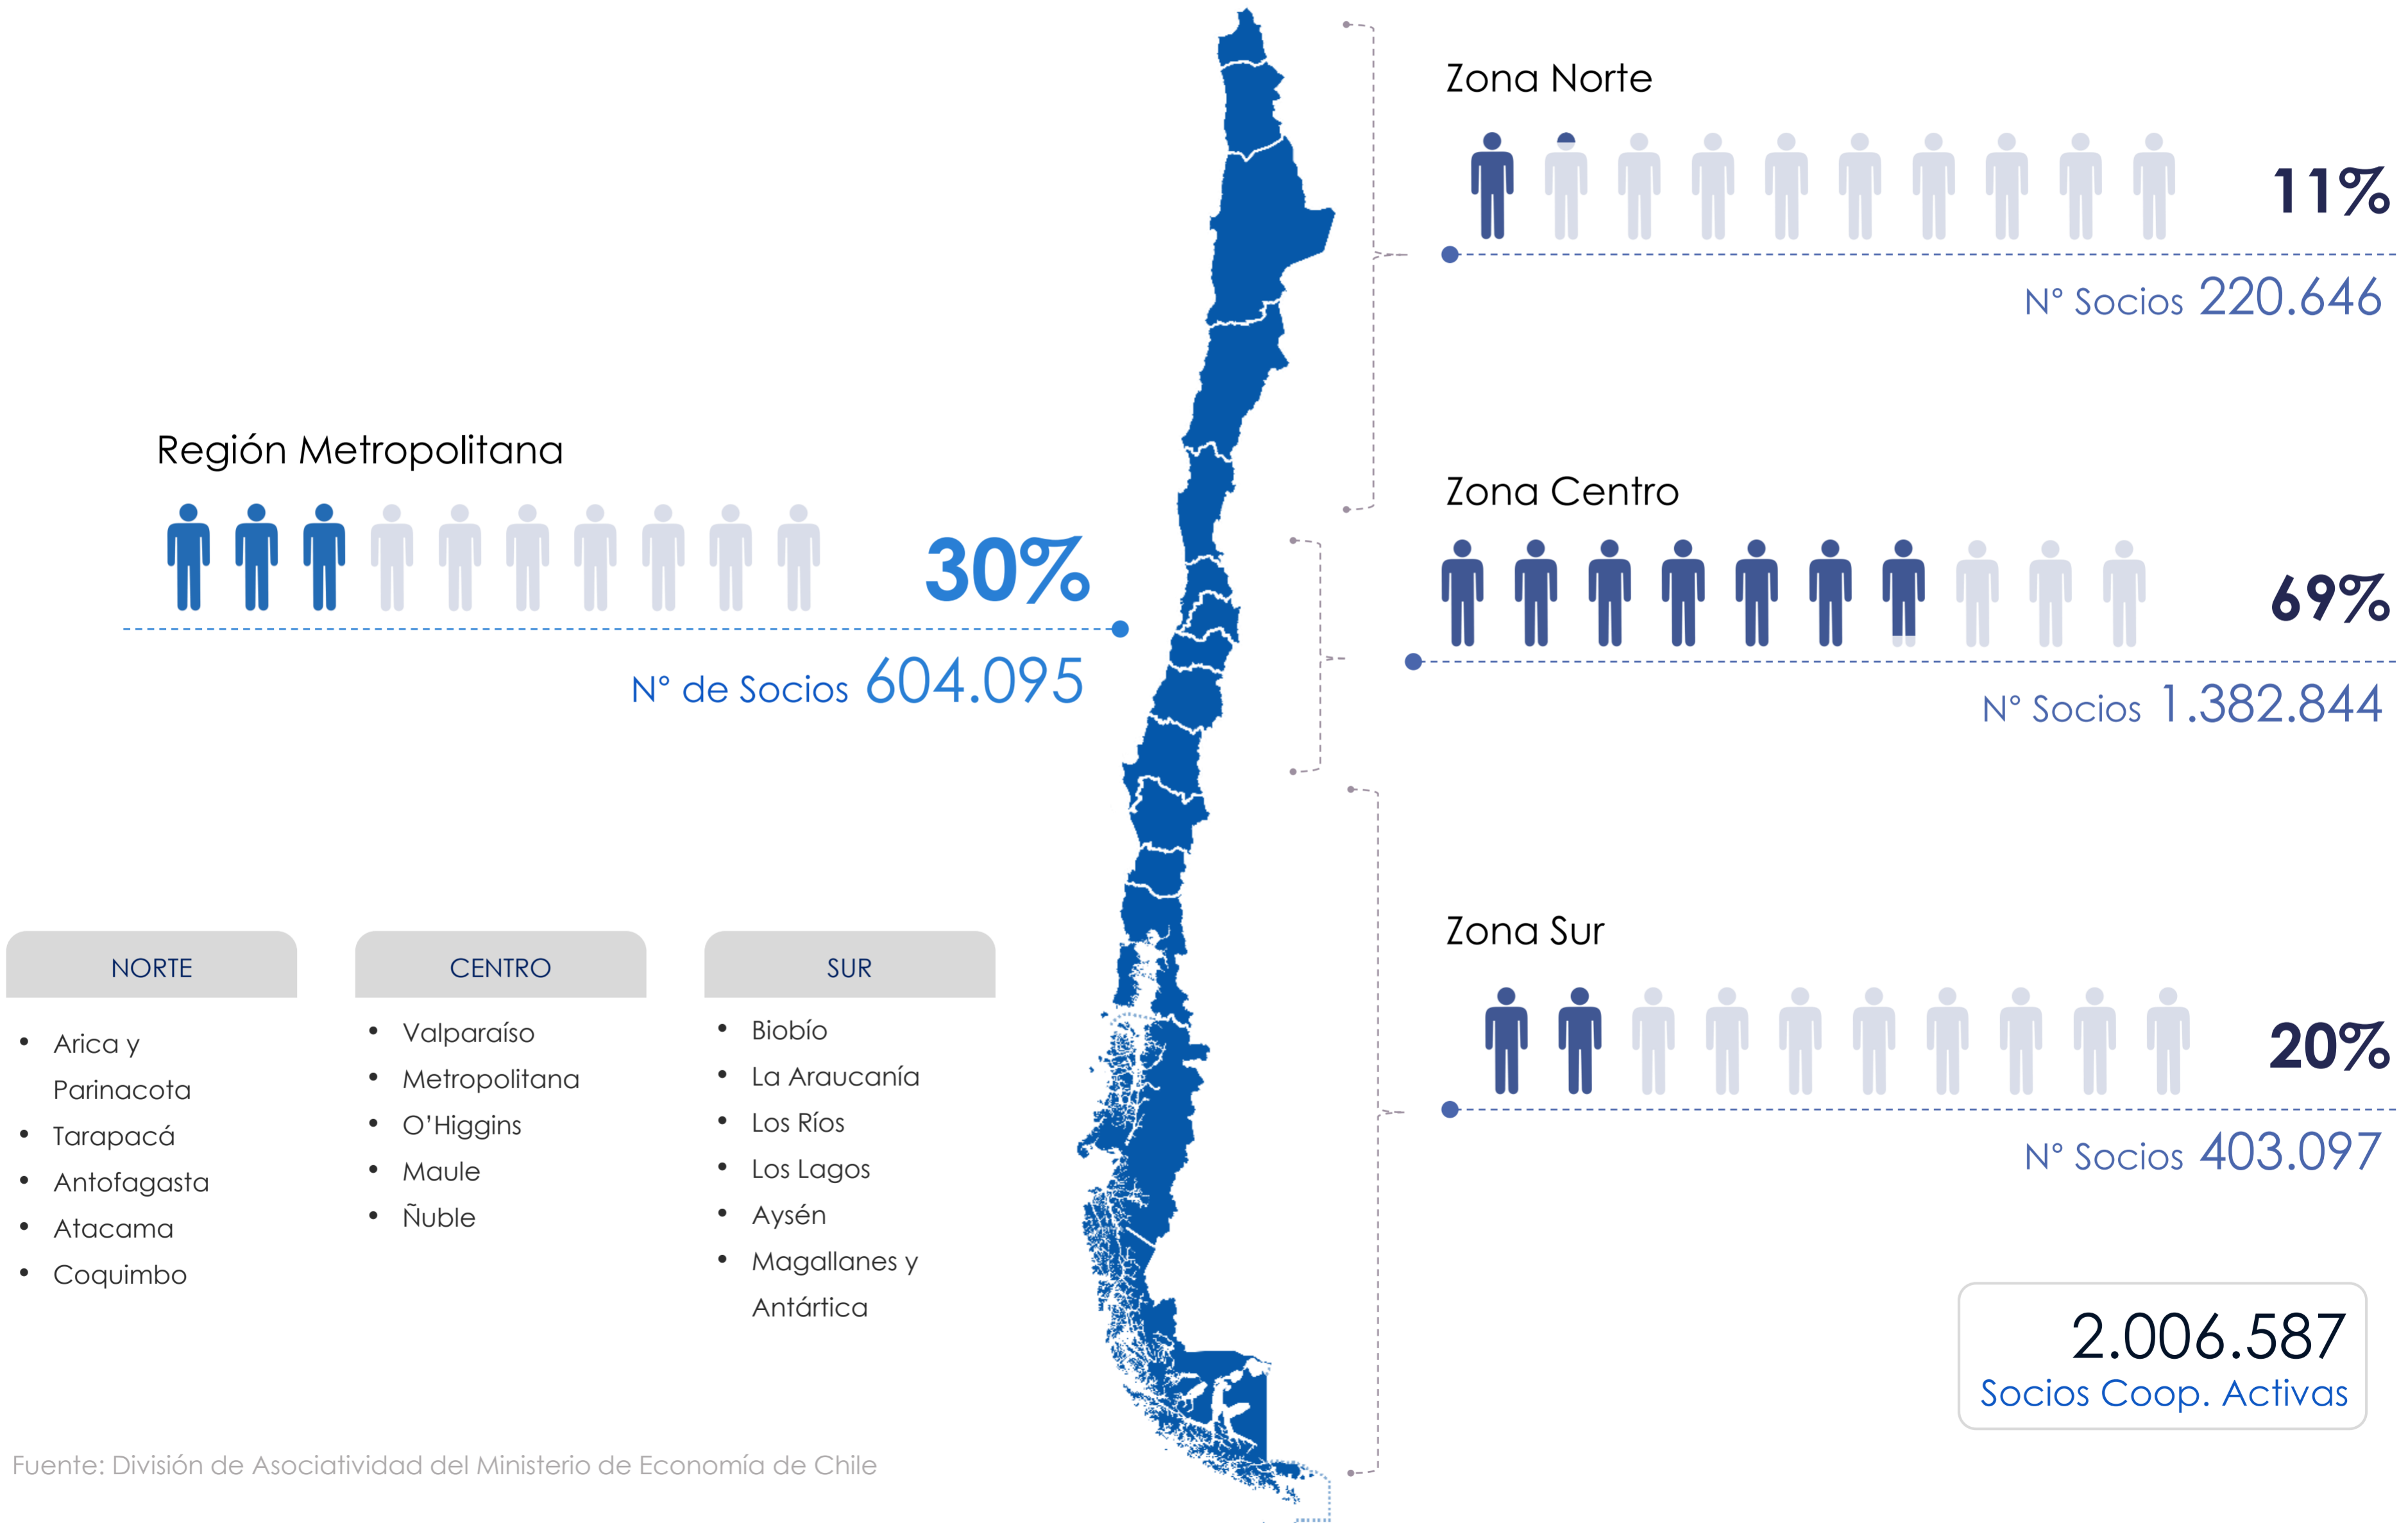 Zona Norte
11%
N° Socios 220.646
Región Metropolitana
30%
N° de Socios 604.095
Zona Centro
69%
N° Socios 1.382.844
Zona Sur
20%
N° Socios 403.097
NORTE
• Arica y
Parinacota
• Tarapacá
• Antofagasta
• Atacama
• Coquimbo
CENTRO
• Valparaíso
• Metropolitana
• O’Higgins
• Maule
• Ñuble
SUR
• Biobío
• La Araucanía
• Los Ríos
• Los Lagos
• Aysén
• Magallanes y
Antártica
2.006.587
Socios Coop. Activas
Fuente: División de Asociatividad del Ministerio de Economía de Chile